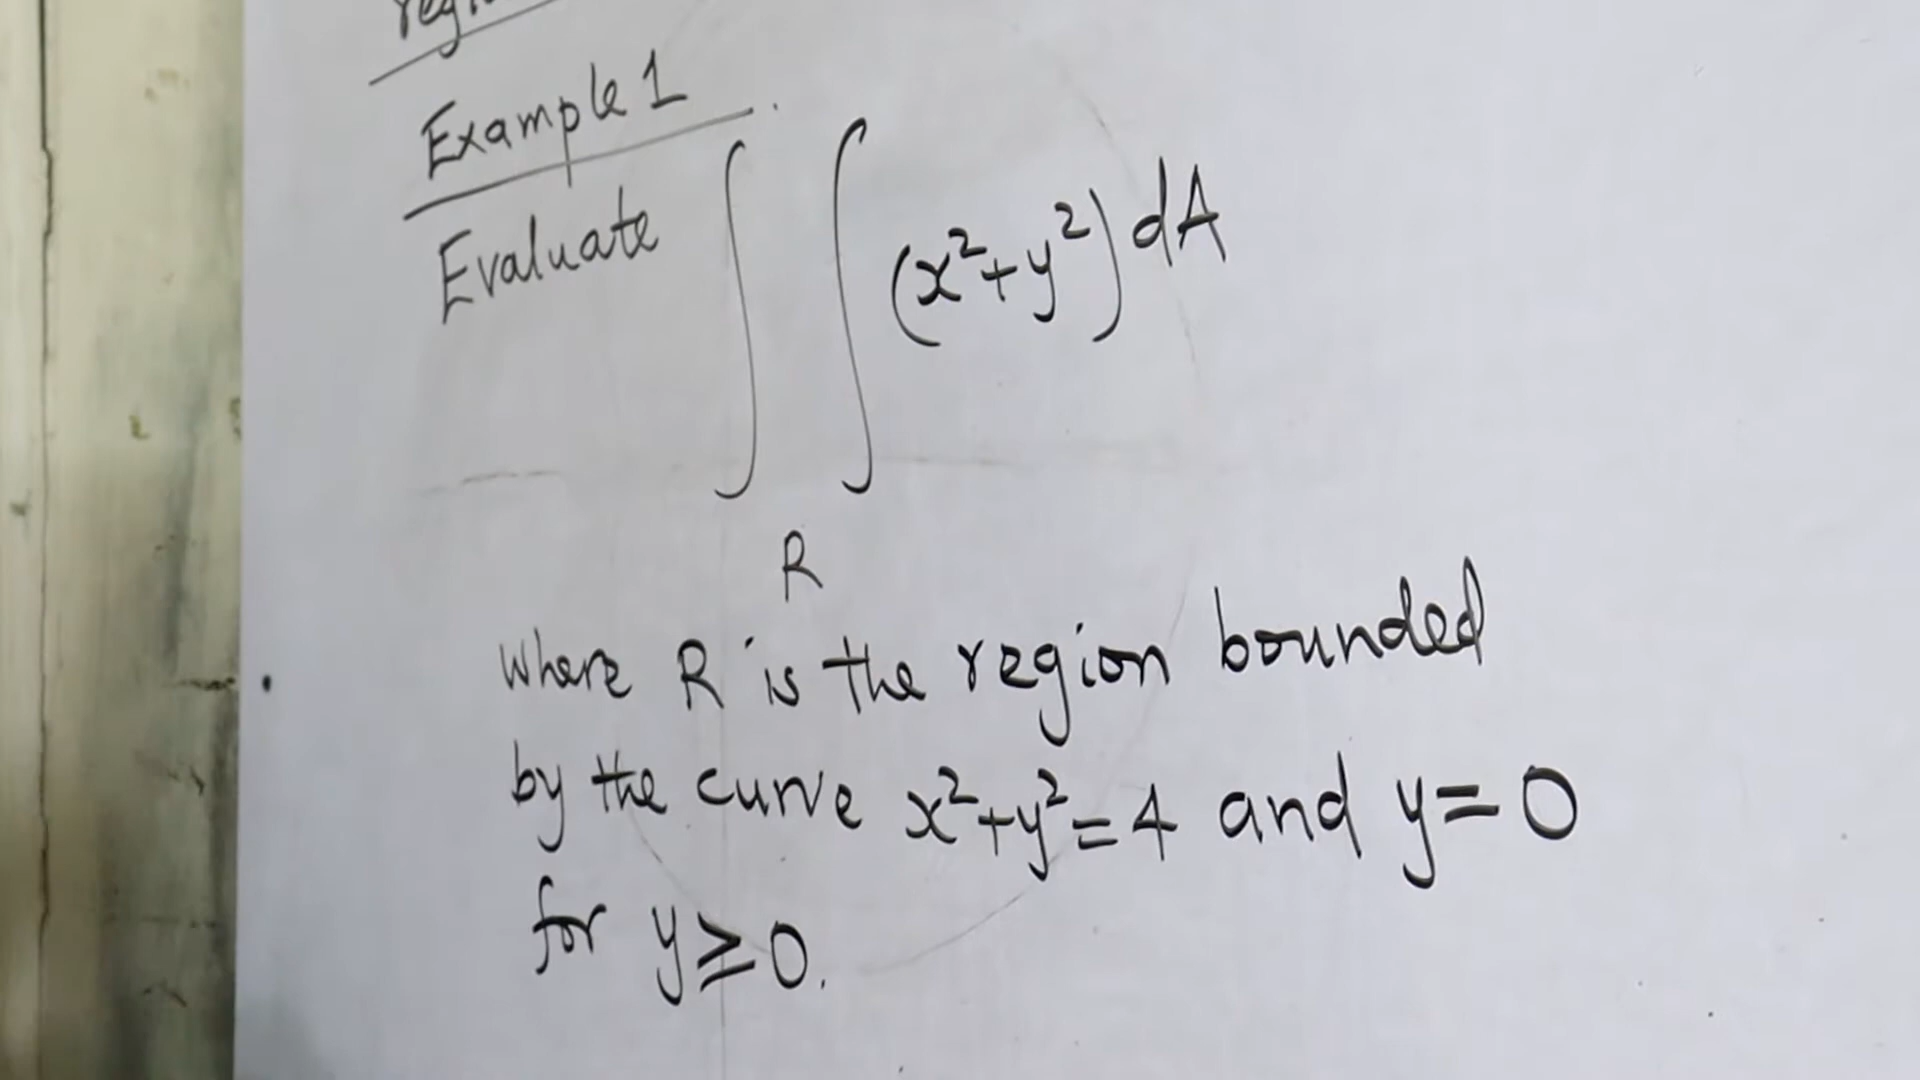 Example 1
Evaluate ∫∫ (x²+y²) dA
R
where R is the region bounded
by the curve x²+y²=4 and y=0
for y≥0.